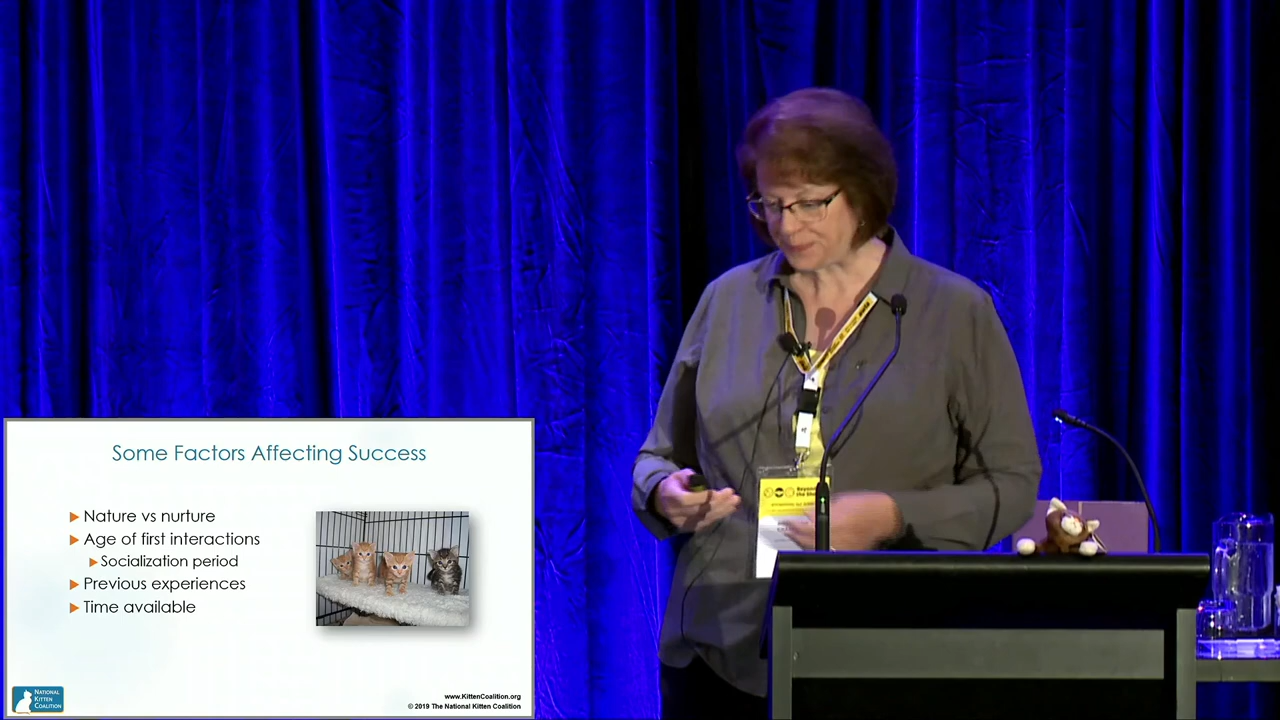 Some Factors Affecting Success
Nature vs nurture
Age of first interactions
Socialization period
Previous experiences
Time available
NATIONAL
KITTEN
COALITION
www.KittenCoalition.org
© 2019 The National Kitten Coalition